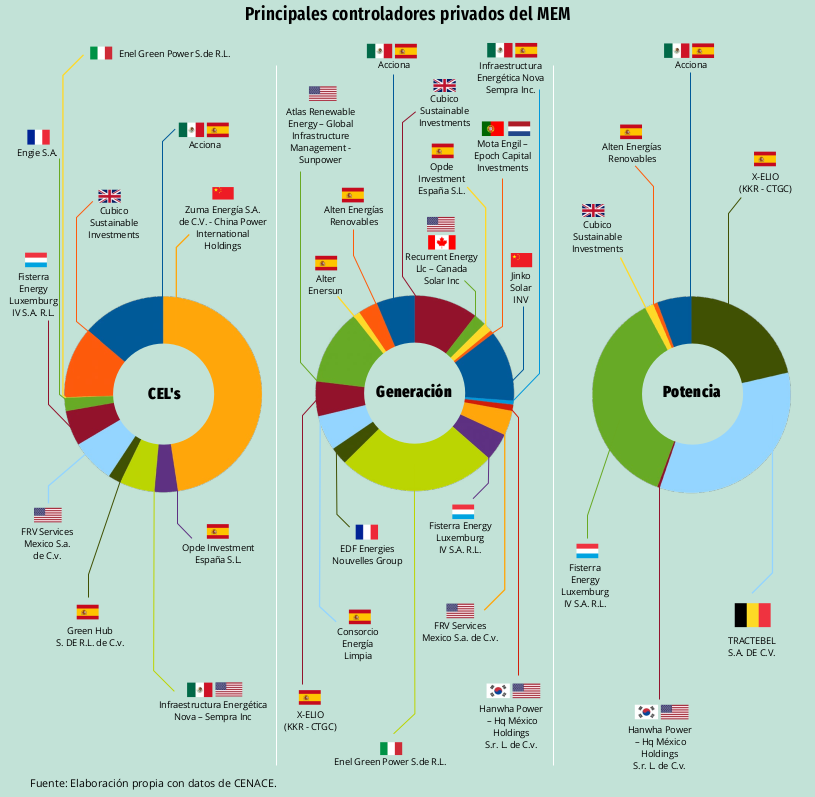 Principales controladores privados del MEM
Enel Green Power S.de R.L.
Engie S.A.
Acciona
Cubico
Sustainable
Investments
Zuma Energía S.A.
de C.V. - China Power
International
Holdings
Fisterra
Energy
Luxemburg
IV S.A. R.L.
CEL's
FRV Services
Mexico S.a.
de C.v.
Opde Investment
España S.L.
Green Hub
S. DE R.L. de C.v.
Infraestructura Energética
Nova – Sempra Inc
Acciona
Infraestructura
Energética Nova
Sempra Inc.
Atlas Renewable
Energy – Global
Infrastructure
Management -
Sunpower
Cubico
Sustainable
Investments
Mota Engil –
Epoch Capital
Investments
Opde
Investment
España S.L.
Alten Energías
Renovables
Recurrent Energy
Llc – Canada
Solar Inc
Alter
Enersun
Jinko
Solar
INV
Generación
EDF Energies
Nouvelles Group
Fisterra Energy
Luxemburg
IV S.A. R.L.
Consorcio
Energía
Limpia
FRV Services
Mexico S.a. de C.v.
X-ELIO
(KKR - CTGC)
Hanwha Power
– Hq México
Holdings
S.r. L. de C.v.
Enel Green Power S.de R.L.
Acciona
Alten Energías
Renovables
X-ELIO
(KKR - CTGC)
Cubico
Sustainable
Investments
Potencia
Fisterra
Energy
Luxemburg
IV S.A. R.L.
TRACTEBEL
S.A. DE C.V.
Hanwha Power
– Hq México
Holdings
S.r. L. de C.v.
Fuente: Elaboración propia con datos de CENACE.